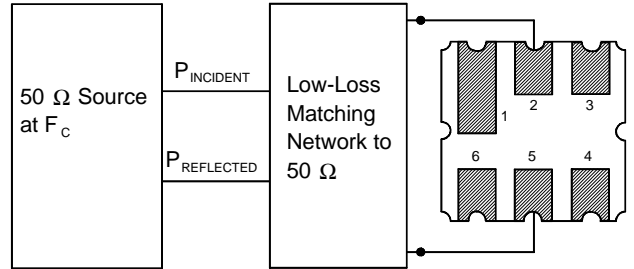 50 Ω Source
at F_C
P_INCIDENT
P_REFLECTED
Low-Loss
Matching
Network to
50 Ω
1
2
3
6
5
4